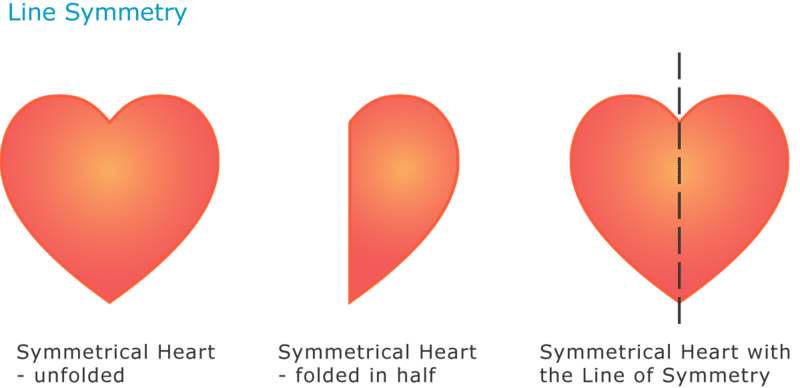 Line Symmetry
Symmetrical Heart
- unfolded
Symmetrical Heart
- folded in half
Symmetrical Heart with
the Line of Symmetry